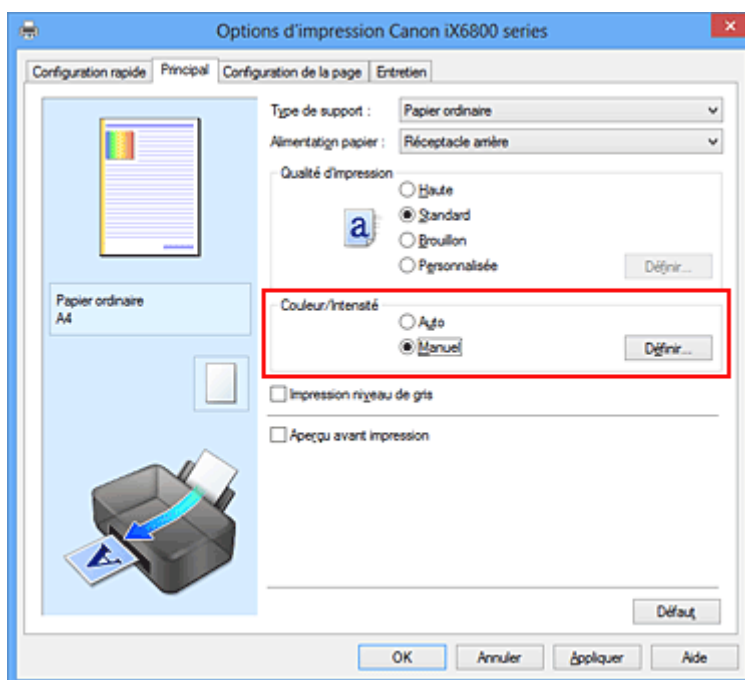 Options d'impression Canon iX6800 series
Configuration rapide Principal Configuration de la page Entretien
Type de support : Papier ordinaire
Alimentation papier : Réceptacle arrière
Qualité d'impression
Haute
a Standard
Brouillon
Personnalisée Définir...
Papier ordinaire
A4
Couleur/Intensité
Auto
Manuel Définir...
Impression niveau de gris
Aperçu avant impression
A
Défaut
OK Annuler Appliquer Aide